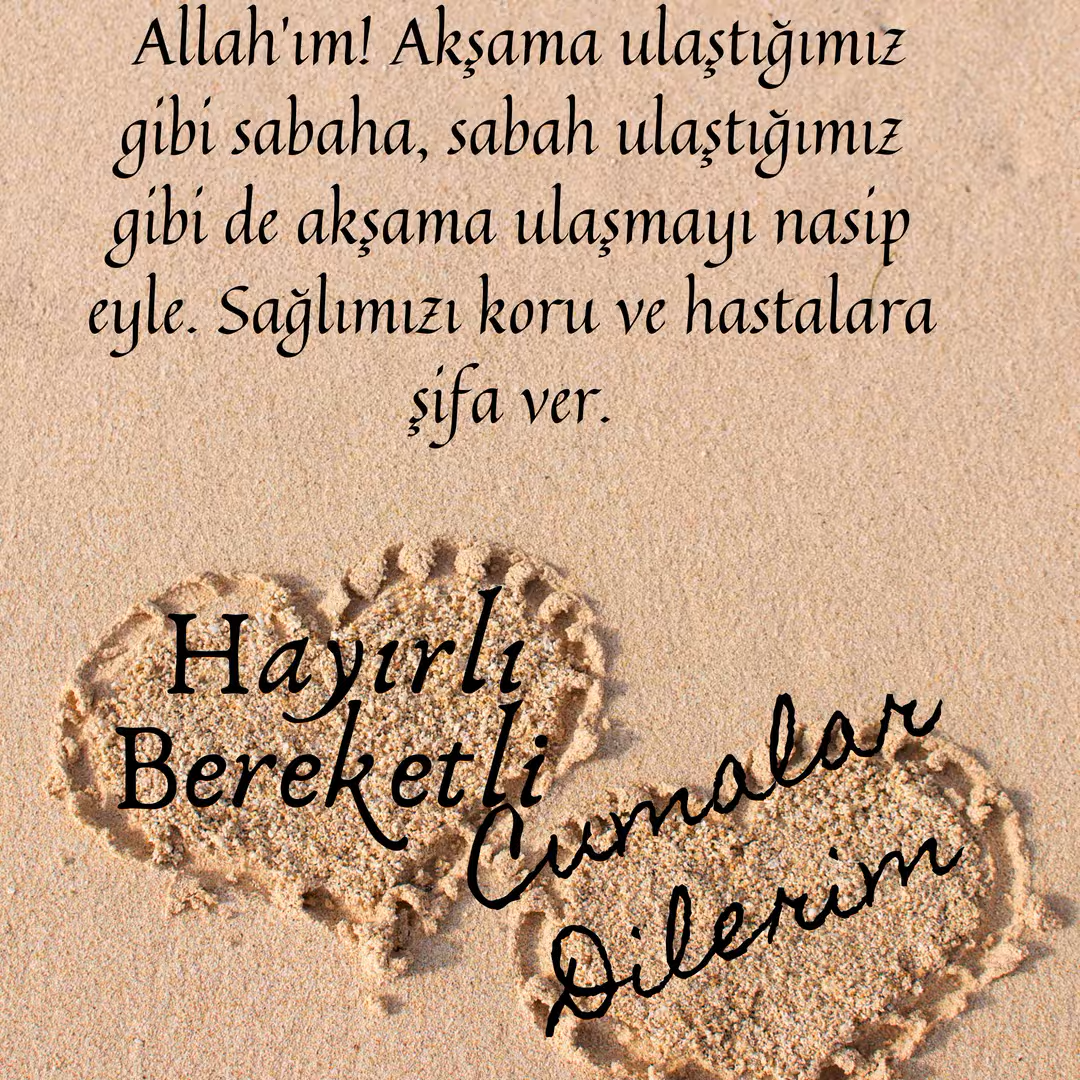 Allah'ım! Akşama ulaştığımız
gibi sabaha, sabah ulaştığımız
gibi de akşama ulaşmayı nasip
eyle. Sağlımızı koru ve hastalara
şifa ver.
Hayırlı
Bereketli
Cumalar
Dilerim